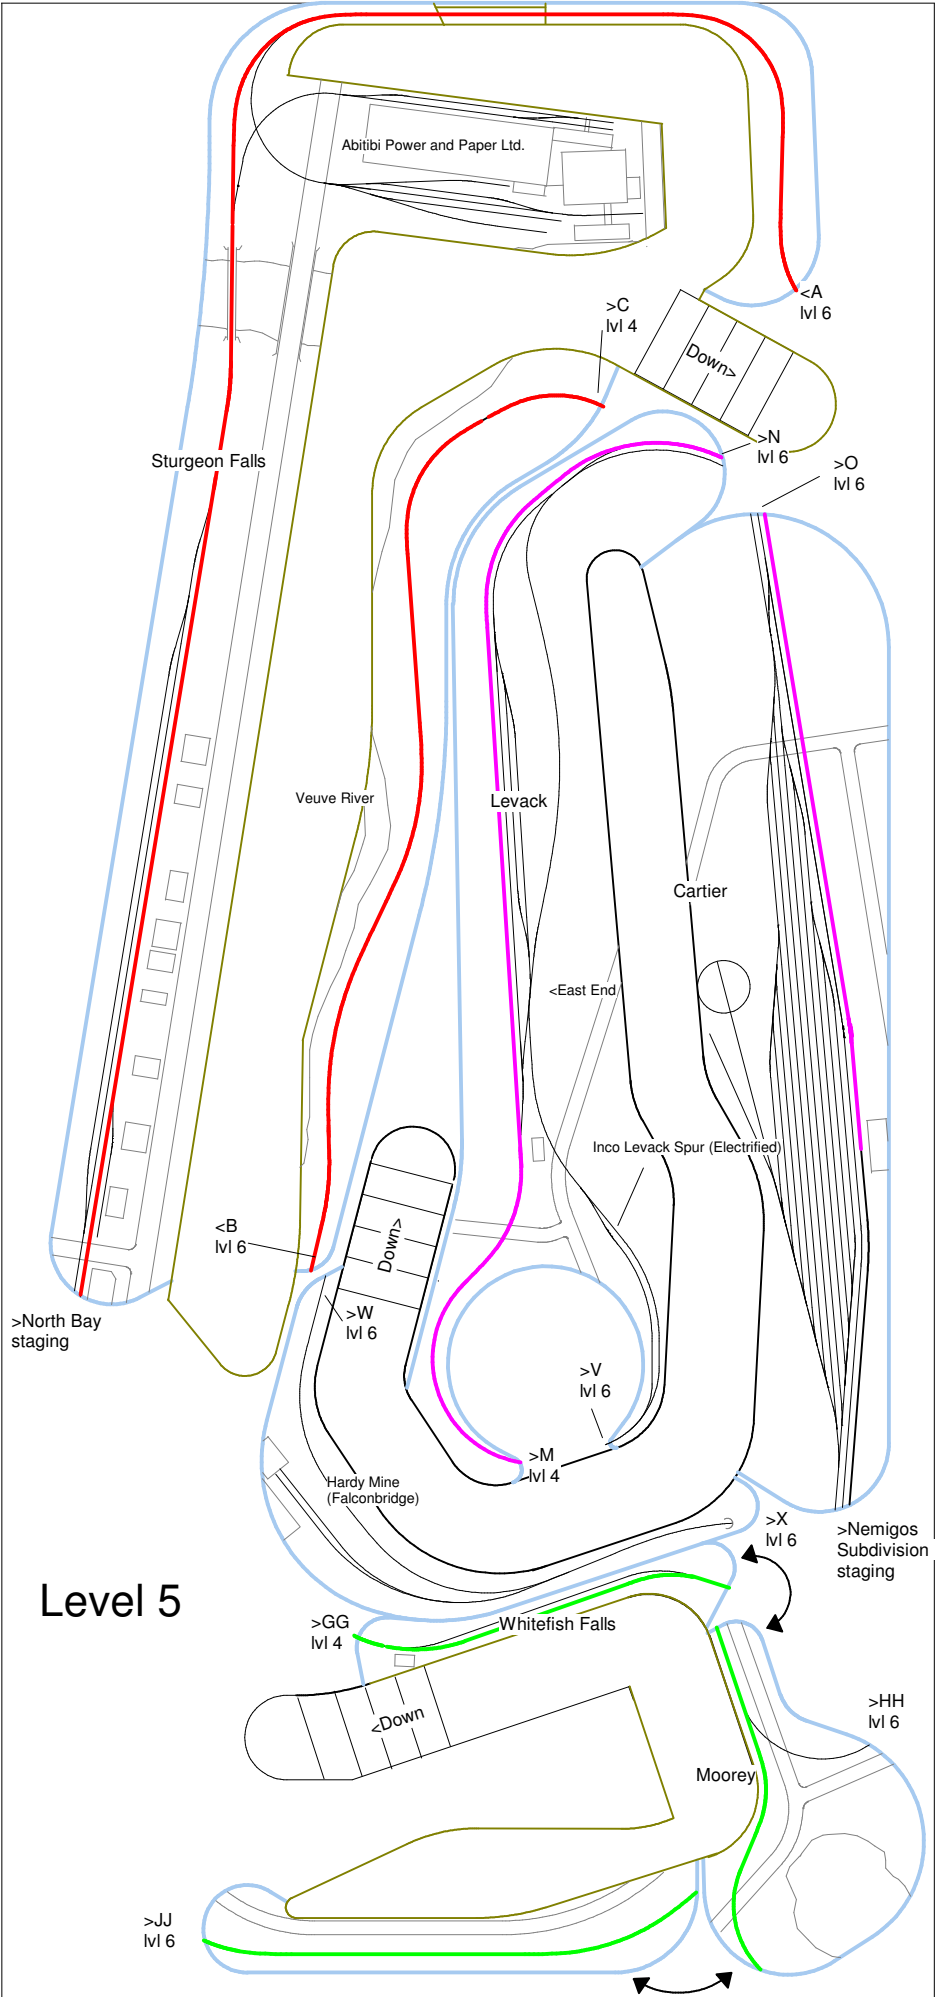 Abitibi Power and Paper Ltd.
<A
lvl 6
>C
lvl 4
Down>
>N
lvl 6
>O
lvl 6
Sturgeon Falls
Veuve River
Levack
Cartier
<East End
Inco Levack Spur (Electrified)
<B
lvl 6
Down>
>W
lvl 6
>North Bay
staging
>V
lvl 6
>M
lvl 4
Hardy Mine
(Falconbridge)
>X
lvl 6
>Nemigos
Subdivision
staging
Level 5
>GG
lvl 4
Whitefish Falls
<Down
>HH
lvl 6
Moorey
>JJ
lvl 6